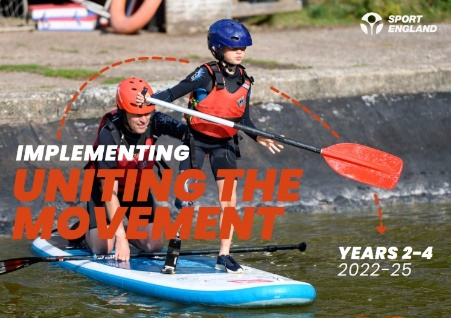 SPORT
ENGLAND
IMPLEMENTING
UNITING THE
MOVEMENT
YEARS 2-4
2022-25